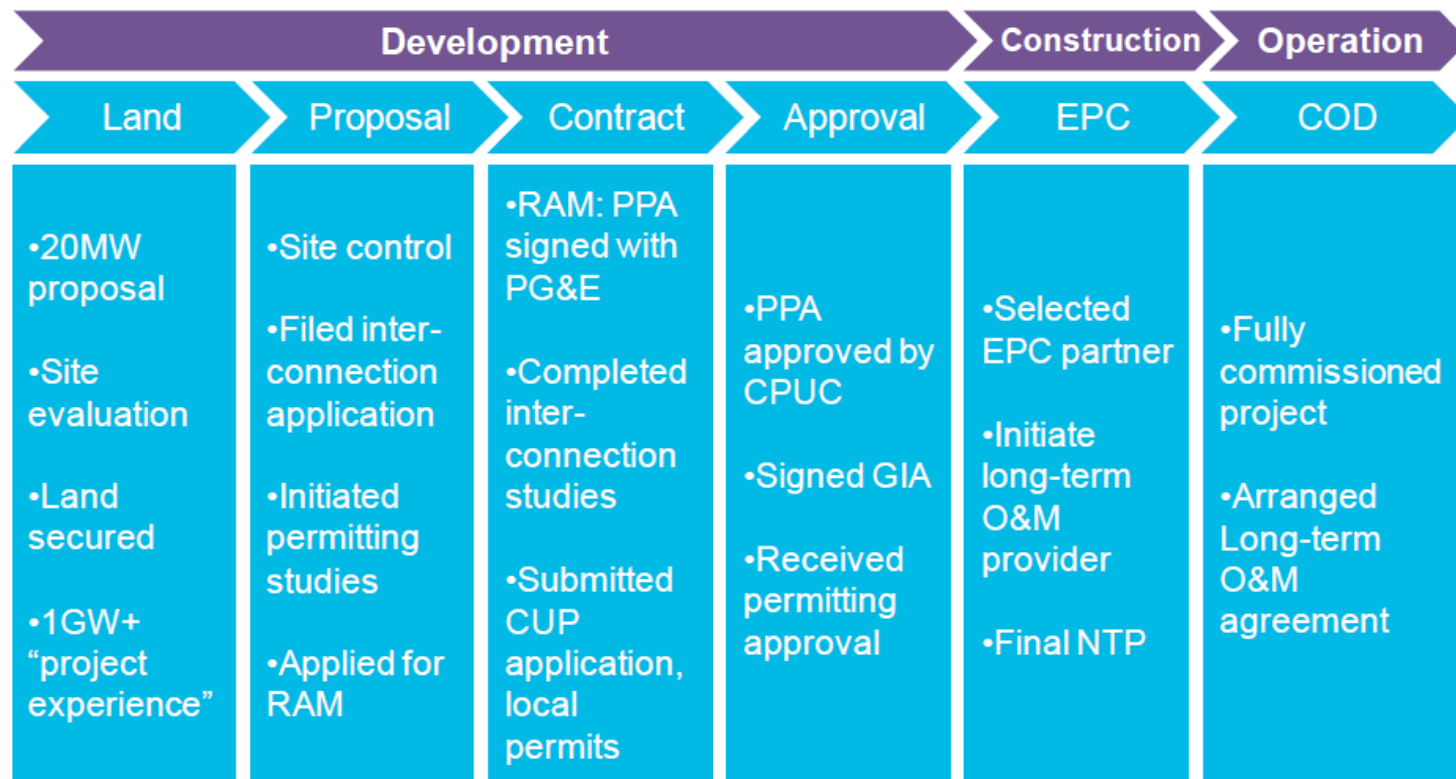 Development
Construction
Operation
Land
Proposal
Contract
Approval
EPC
COD
•20MW
proposal
•Site
evaluation
•Land
secured
•1GW+
“project
experience”
•Site control
•Filed inter-
connection
application
•Initiated
permitting
studies
•Applied for
RAM
•RAM: PPA
signed with
PG&E
•Completed
inter-
connection
studies
•Submitted
CUP
application,
local
permits
•PPA
approved by
CPUC
•Signed GIA
•Received
permitting
approval
•Selected
EPC partner
•Initiate
long-term
O&M
provider
•Final NTP
•Fully
commissioned
project
•Arranged
Long-term
O&M
agreement